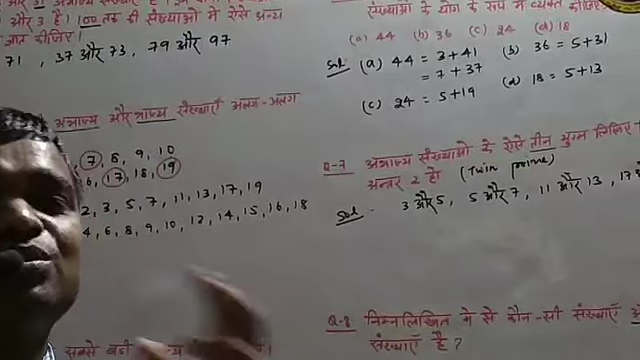 और 31 अभाज्य संख्याएँ हैं।
और 3 है। 100 तक की संख्याओं में ऐसे अन्य
ज्ञात कीजिए।
71 , 37 और 73, 79 और 97
अभाज्य और भाज्य संख्याएँ अलग-अलग
7, 8, 9, 10
16, 17, 18, 19
2, 3, 5, 7, 11, 13, 17, 19
4, 6, 8, 9, 10, 12, 14, 15, 16, 18
सबसे बड़ी
संख्याओं के योग के रूप में व्यक्त कीजिए
(a) 44 (b) 36 (c) 24 (d) 18
Sol (a) 44 = 3+41 (b) 36 = 5+31
= 7+37
(c) 24 = 5+19 (d) 18 = 5+13
Q-7 अभाज्य संख्याओं के ऐसे तीन युग्म लिखिए
अन्तर 2 हो (Twin prime)
Sol - 3 और 5, 5 और 7, 11 और 13, 17
Q-8 निम्नलिखित में से कौन-सी संख्याएँ
संख्याएँ है?